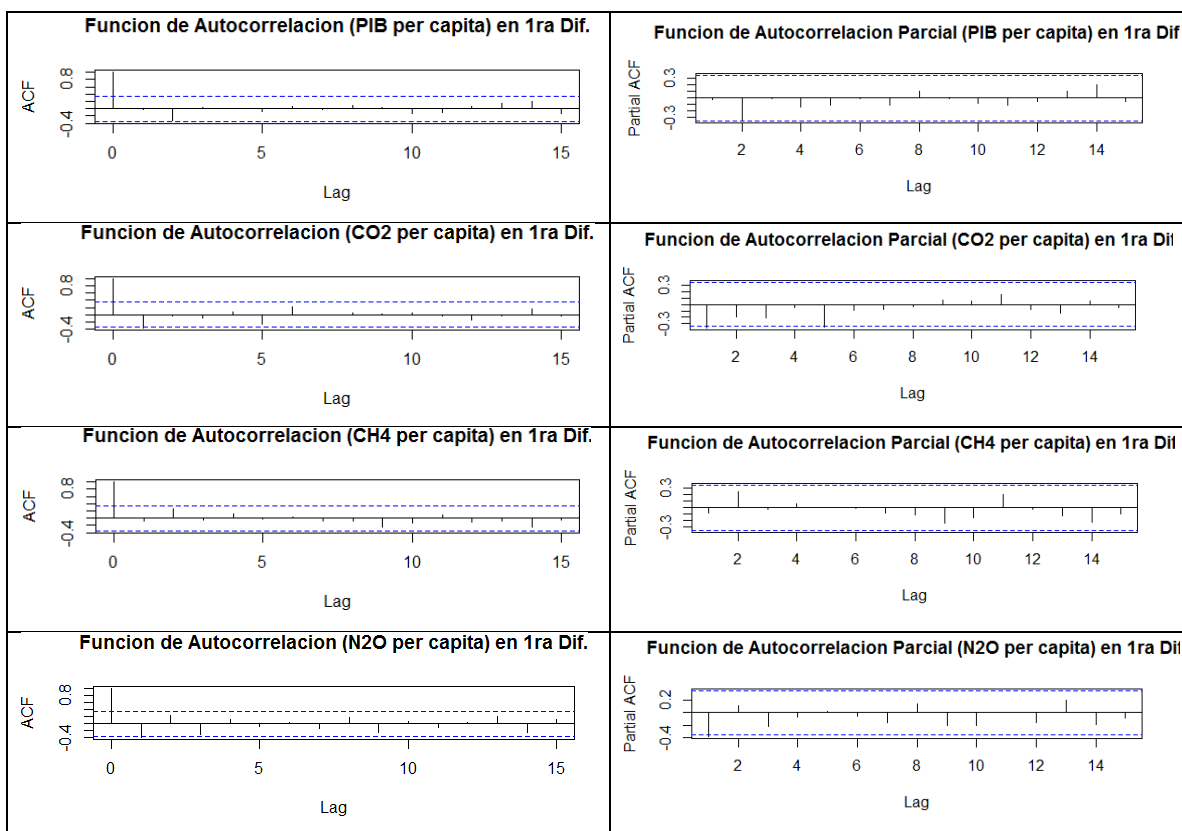 Funcion de Autocorrelacion (PIB per capita) en 1ra Dif.
ACF
0.8
-0.4
0 5 10 15
Lag
Funcion de Autocorrelacion Parcial (PIB per capita) en 1ra Dif
Partial ACF
0.3
-0.3
2 4 6 8 10 12 14
Lag
Funcion de Autocorrelacion (CO2 per capita) en 1ra Dif.
ACF
0.8
-0.4
0 5 10 15
Lag
Funcion de Autocorrelacion Parcial (CO2 per capita) en 1ra Dif
Partial ACF
0.3
-0.3
2 4 6 8 10 12 14
Lag
Funcion de Autocorrelacion (CH4 per capita) en 1ra Dif.
ACF
0.8
-0.4
0 5 10 15
Lag
Funcion de Autocorrelacion Parcial (CH4 per capita) en 1ra Dif
Partial ACF
0.3
-0.3
2 4 6 8 10 12 14
Lag
Funcion de Autocorrelacion (N2O per capita) en 1ra Dif.
ACF
0.8
-0.4
0 5 10 15
Lag
Funcion de Autocorrelacion Parcial (N2O per capita) en 1ra Dif
Partial ACF
0.2
-0.4
2 4 6 8 10 12 14
Lag